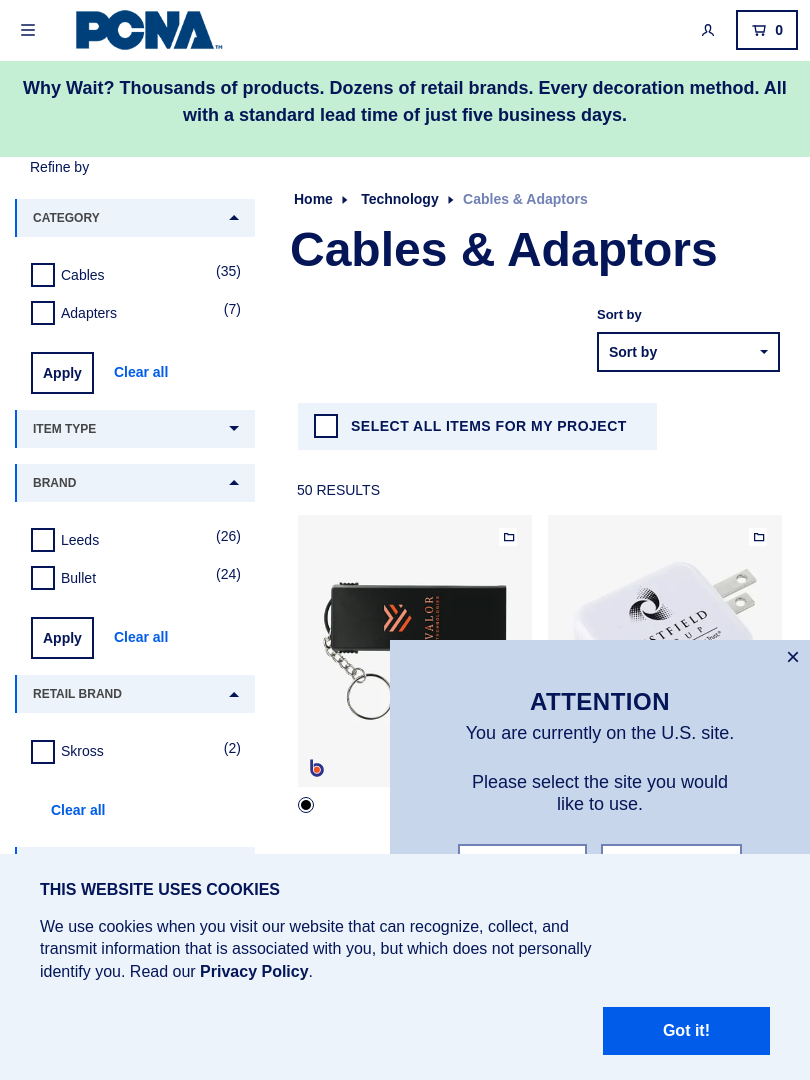 PCNA™
0
Why Wait? Thousands of products. Dozens of retail brands. Every decoration method. All
with a standard lead time of just five business days.
Refine by
CATEGORY
Cables (35)
Adapters (7)
Apply Clear all
ITEM TYPE
BRAND
Leeds (26)
Bullet (24)
Apply Clear all
RETAIL BRAND
Skross (2)
Clear all
Home Technology Cables & Adaptors
Cables & Adaptors
Sort by
Sort by
SELECT ALL ITEMS FOR MY PROJECT
50 RESULTS
VALOR
TECHNOLOGIES
b
ATTENTION
You are currently on the U.S. site.
Please select the site you would
like to use.
THIS WEBSITE USES COOKIES
We use cookies when you visit our website that can recognize, collect, and
transmit information that is associated with you, but which does not personally
identify you. Read our Privacy Policy.
Got it!